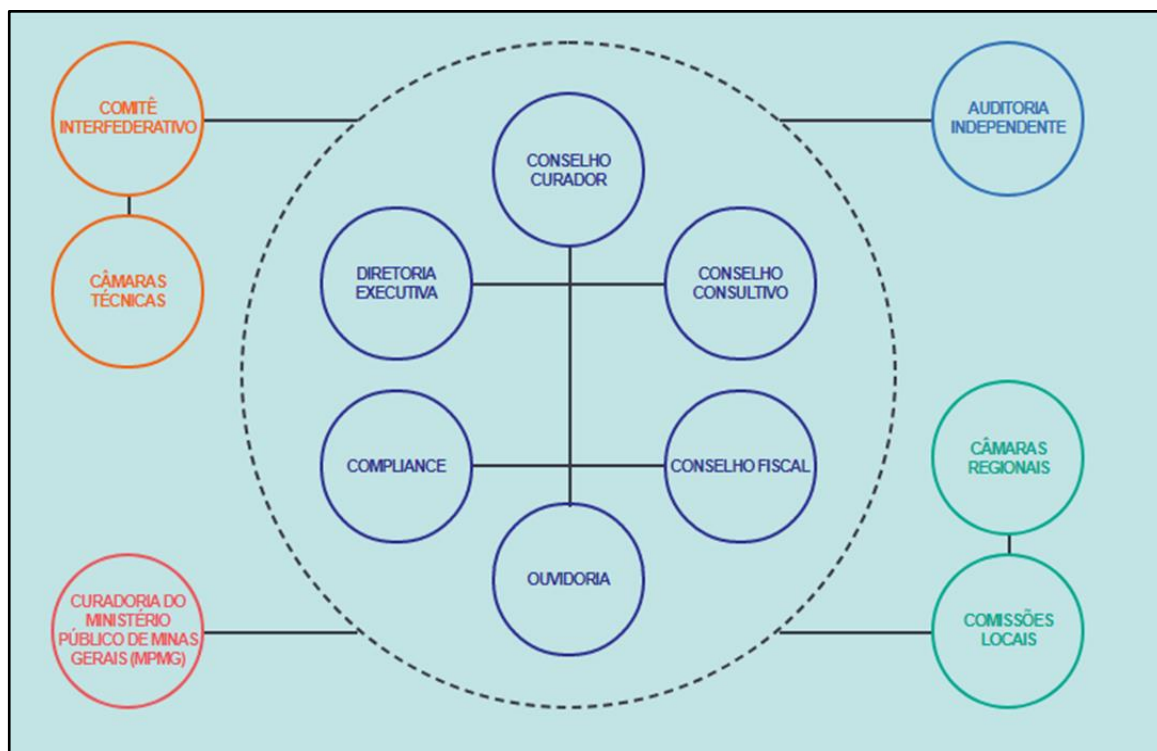 COMITÊ
INTERFEDERATIVO
AUDITORIA
INDEPENDENTE
CONSELHO
CURADOR
DIRETORIA
EXECUTIVA
CONSELHO
CONSULTIVO
CÂMARAS
TÉCNICAS
COMPLIANCE
CONSELHO FISCAL
CÂMARAS
REGIONAIS
OUVIDORIA
CURADORIA DO
MINISTÉRIO
PÚBLICO DE MINAS
GERAIS (MPMG)
COMISSÕES
LOCAIS